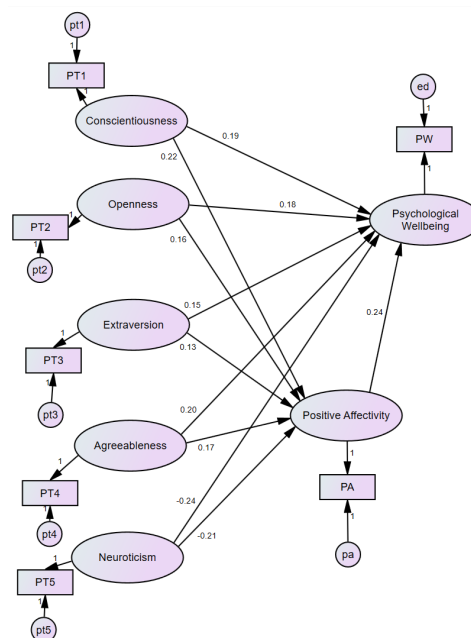 pt1
1
PT1
1
Conscientiousness
ed
1
PW
1
0.19
0.22
Openness
0.18
PT2
1
1
pt2
0.16
Psychological
Wellbeing
Extraversion
0.15
0.13
1
PT3
1
pt3
0.24
Positive Affectivity
Agreeableness
0.20
0.17
1
PT4
1
pt4
1
PA
1
pa
-0.24
-0.21
Neuroticism
1
PT5
1
pt5